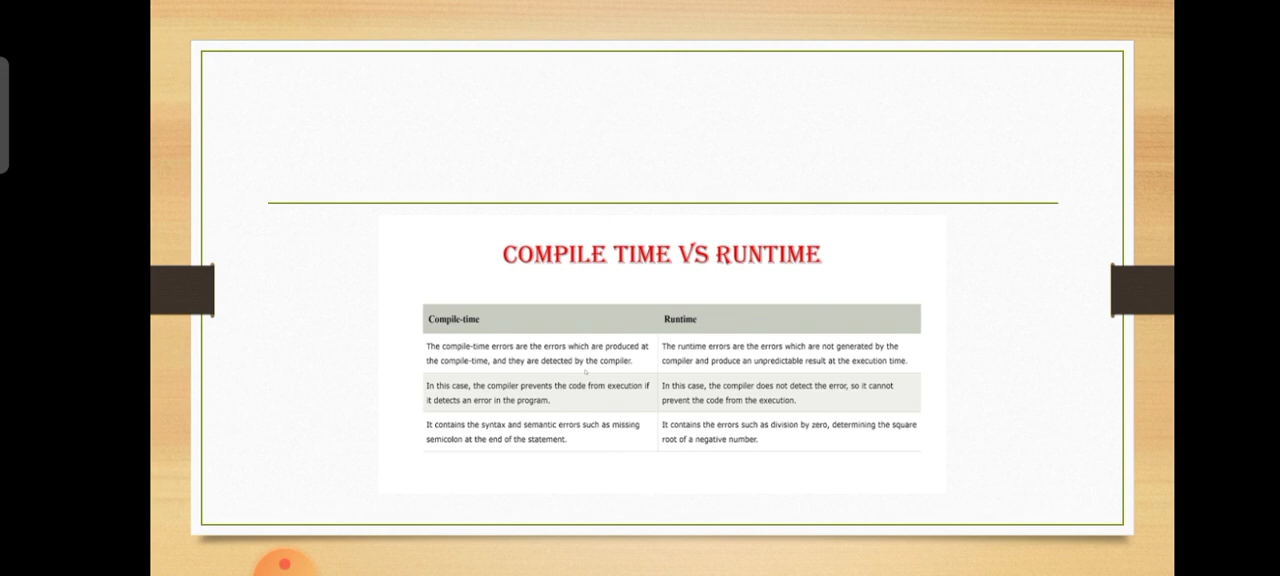 COMPILE TIME VS RUNTIME
Compile-time
Runtime
The compile-time errors are the errors which are produced at
the compile-time, and they are detected by the compiler.
The runtime errors are the errors which are not generated by the
compiler and produce an unpredictable result at the execution time.
In this case, the compiler prevents the code from execution if
it detects an error in the program.
In this case, the compiler does not detect the error, so it cannot
prevent the code from the execution.
It contains the syntax and semantic errors such as missing
semicolon at the end of the statement.
It contains the errors such as division by zero, determining the square
root of a negative number.